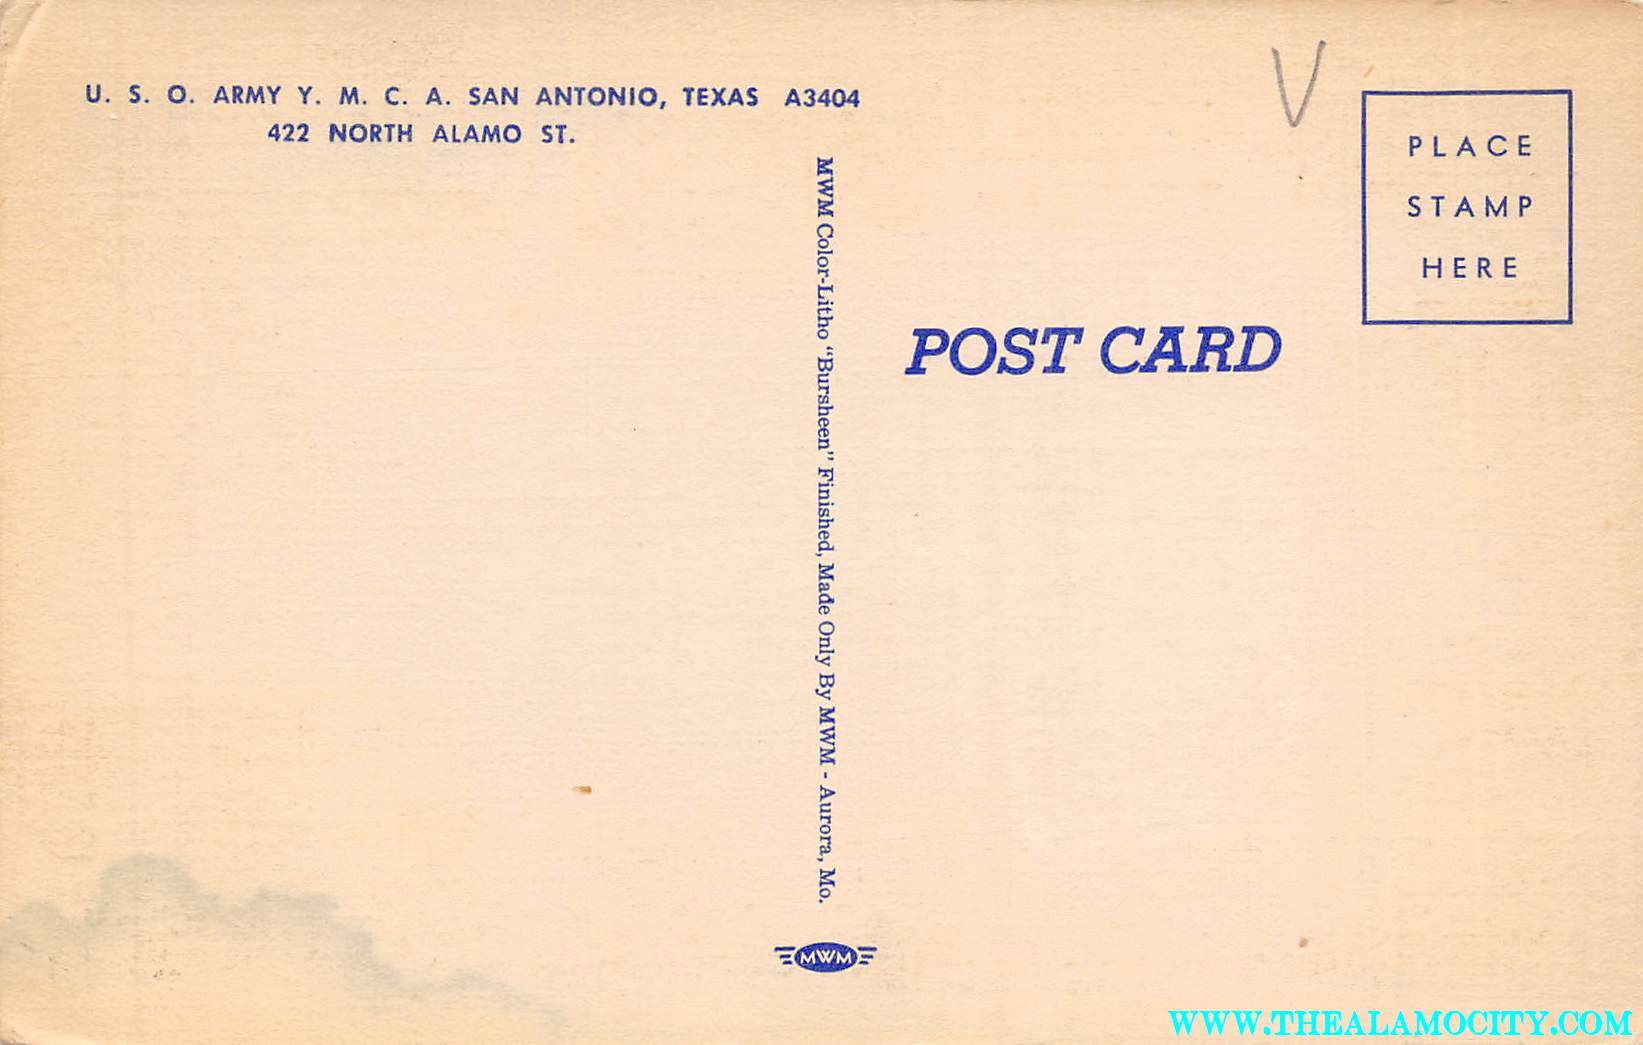 U. S. O. ARMY Y. M. C. A. SAN ANTONIO, TEXAS A3404
422 NORTH ALAMO ST.
MWM Color-Litho "Bursheen" Finished, Made Only By MWM - Aurora, Mo.
MWM
V
PLACE
STAMP
HERE
POST CARD
WWW.THEALAMOCITY.COM